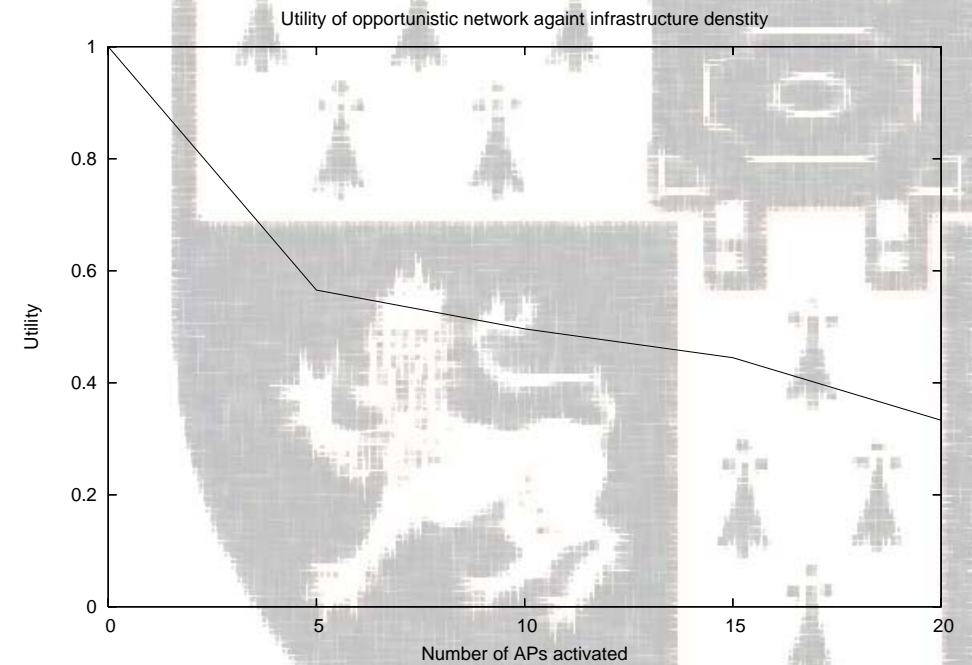 Utility of opportunistic network againt infrastructure denstity
1
0.8
0.6
0.4
0.2
0
Utility
0 5 10 15 20
Number of APs activated